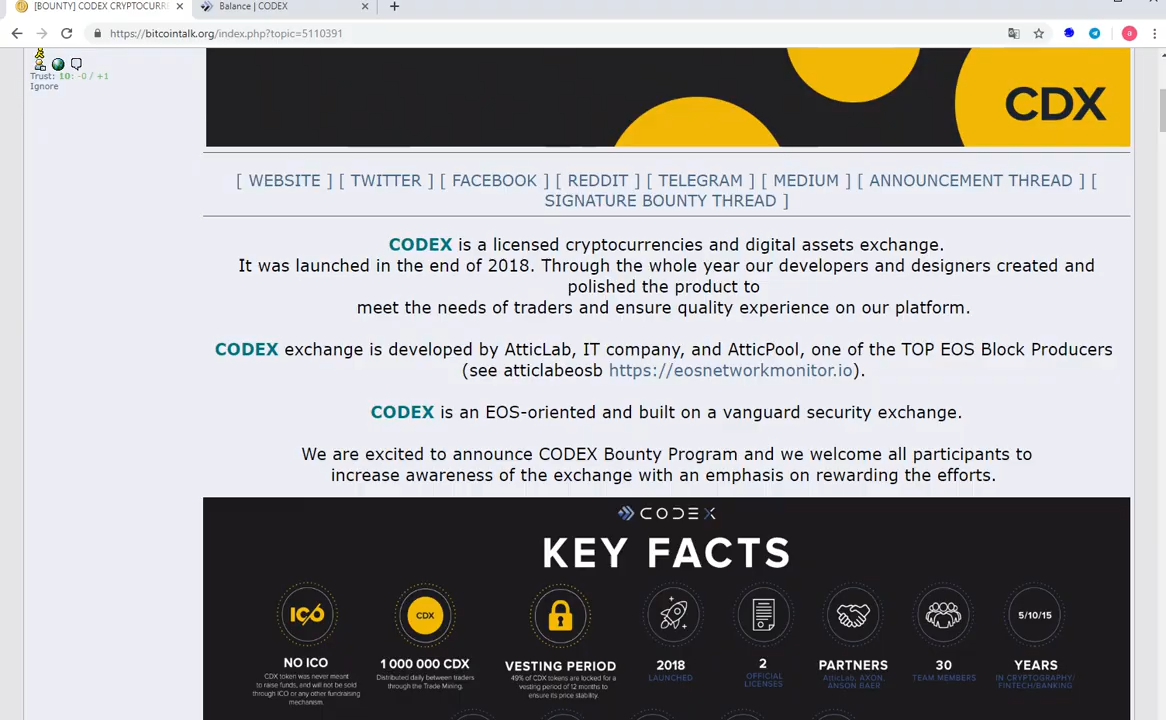 [BOUNTY] CODEX CRYPTOCURR
Balance | CODEX
https://bitcointalk.org/index.php?topic=5110391
a
Trust: 10: -0 / +1
Ignore
CDX
[ WEBSITE ] [ TWITTER ] [ FACEBOOK ] [ REDDIT ] [ TELEGRAM ] [ MEDIUM ] [ ANNOUNCEMENT THREAD ] [
SIGNATURE BOUNTY THREAD ]
CODEX is a licensed cryptocurrencies and digital assets exchange.
It was launched in the end of 2018. Through the whole year our developers and designers created and
polished the product to
meet the needs of traders and ensure quality experience on our platform.
CODEX exchange is developed by AtticLab, IT company, and AtticPool, one of the TOP EOS Block Producers
(see atticlabeosb https://eosnetworkmonitor.io).
CODEX is an EOS-oriented and built on a vanguard security exchange.
We are excited to announce CODEX Bounty Program and we welcome all participants to
increase awareness of the exchange with an emphasis on rewarding the efforts.
CODEX
KEY FACTS
ICO CDX 5/10/15
NO ICO
CDX token was never meant
to raise funds, and will not be sold
through ICO or any other fundraising
mechanism.
1 000 000 CDX
Distributed daily between traders
through the Trade Mining.
VESTING PERIOD
49% of CDX tokens are locked for a
vesting period of 12 months to
ensure its price stability.
2018
LAUNCHED
2
OFFICIAL
LICENSES
PARTNERS
AtticLab, AXON,
ANSON BAER
30
TEAM MEMBERS
YEARS
IN CRYPTOGRAPHY/
FINTECH/BANKING